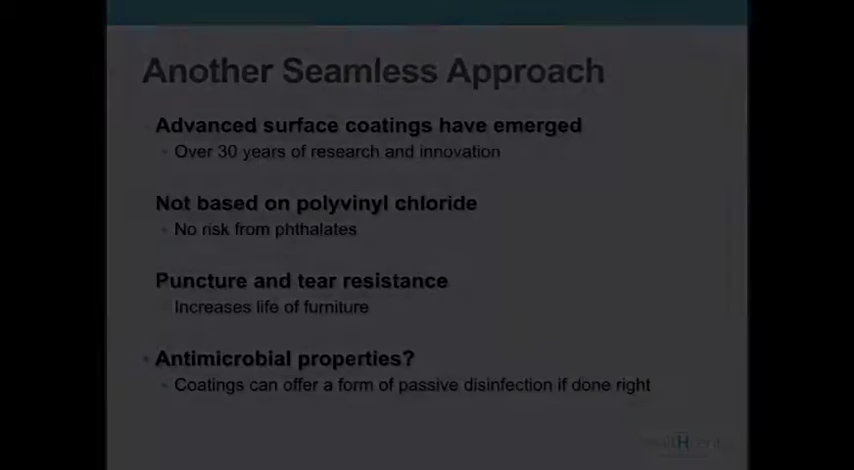 Another Seamless Approach
Advanced surface coatings have emerged
Over 30 years of research and innovation
Not based on polyvinyl chloride
No risk from phthalates
Puncture and tear resistance
Increases life of furniture
Antimicrobial properties?
Coatings can offer a form of passive disinfection if done right